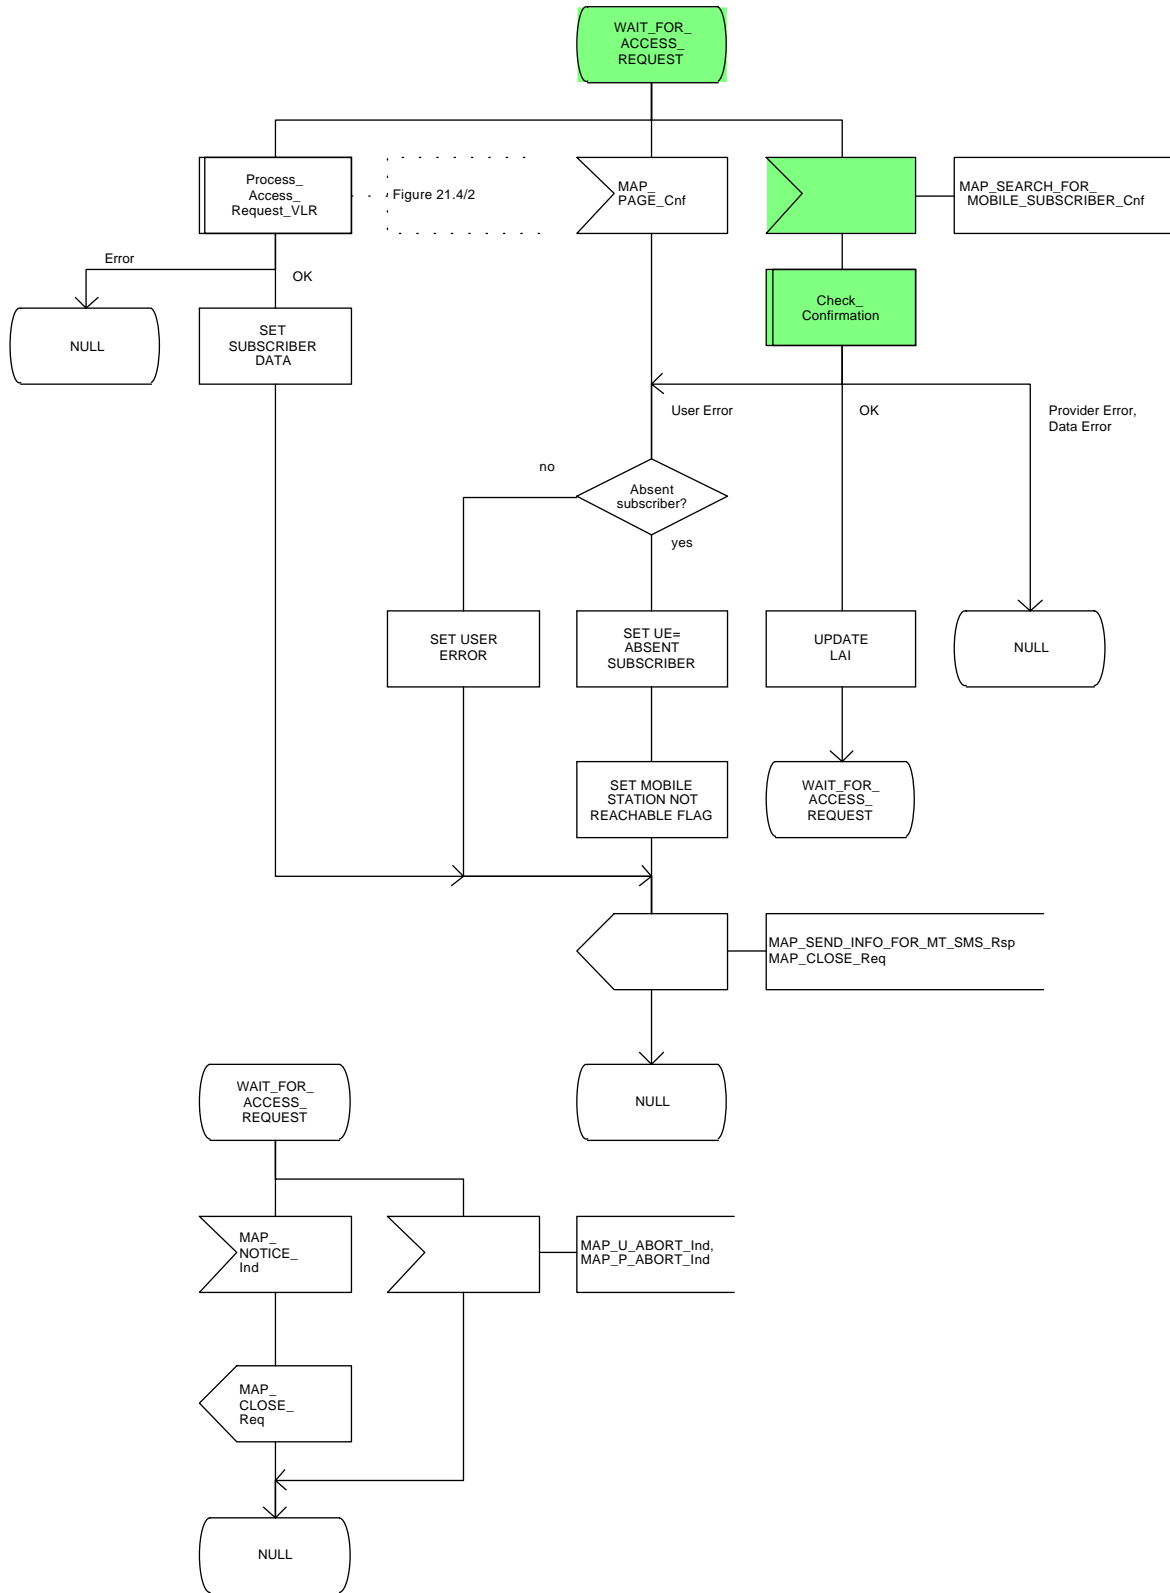 WAIT_FOR_
ACCESS_
REQUEST
Process_
Access_
Request_VLR
Figure 21.4/2
MAP_
PAGE_Cnf
MAP_SEARCH_FOR_
MOBILE_SUBSCRIBER_Cnf
Error
OK
Check_
Confirmation
NULL
SET
SUBSCRIBER
DATA
User Error
OK
Provider Error,
Data Error
no
Absent
subscriber?
yes
SET USER
ERROR
SET UE=
ABSENT
SUBSCRIBER
UPDATE
LAI
NULL
SET MOBILE
STATION NOT
REACHABLE FLAG
WAIT_FOR_
ACCESS_
REQUEST
MAP_SEND_INFO_FOR_MT_SMS_Rsp
MAP_CLOSE_Req
NULL
WAIT_FOR_
ACCESS_
REQUEST
MAP_
NOTICE_
Ind
MAP_U_ABORT_Ind,
MAP_P_ABORT_Ind
MAP_
CLOSE_
Req
NULL